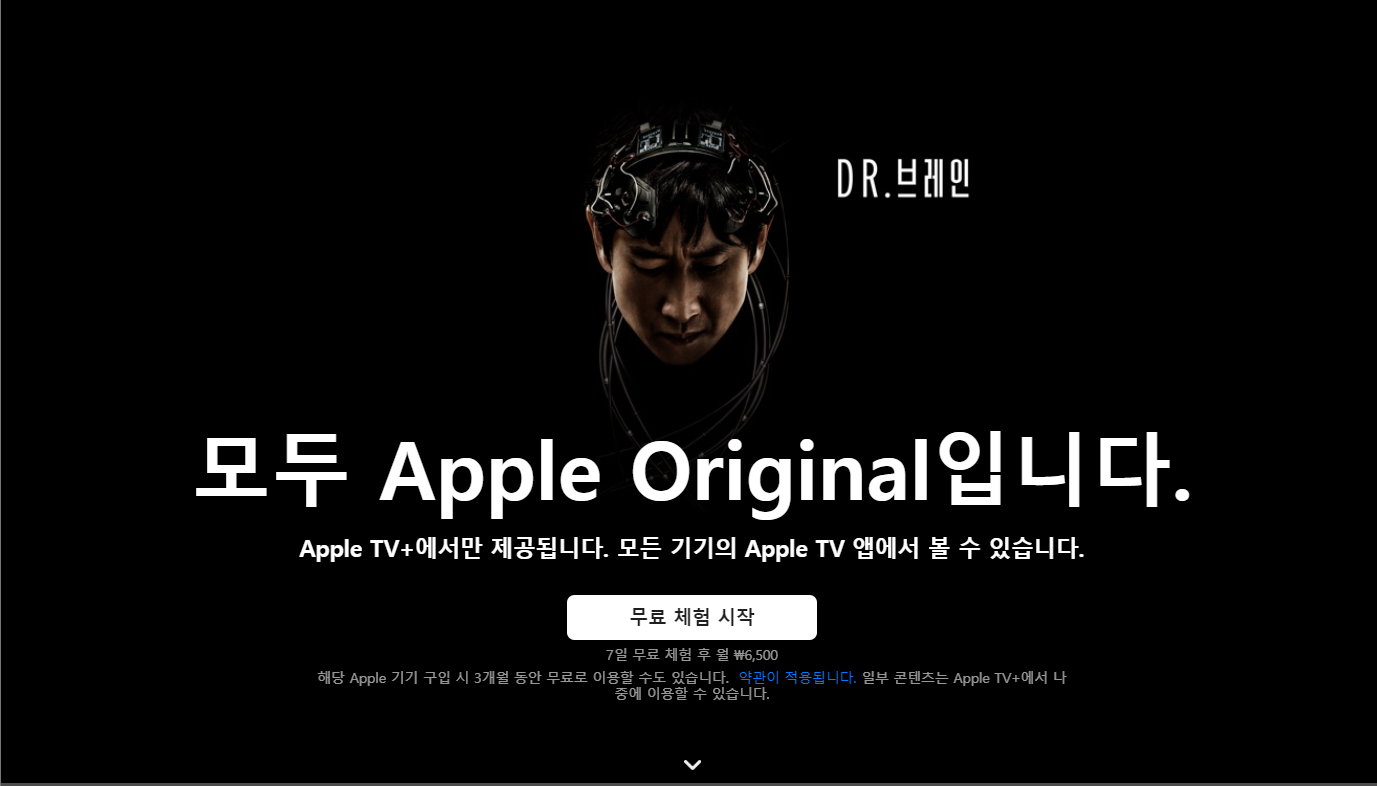 DR.브레인
모두 Apple Original입니다.
Apple TV+에서만 제공됩니다. 모든 기기의 Apple TV 앱에서 볼 수 있습니다.
무료 체험 시작
7일 무료 체험 후 월 ₩6,500
해당 Apple 기기 구입 시 3개월 동안 무료로 이용할 수도 있습니다. 약관이 적용됩니다. 일부 콘텐츠는 Apple TV+에서 나
중에 이용할 수 있습니다.